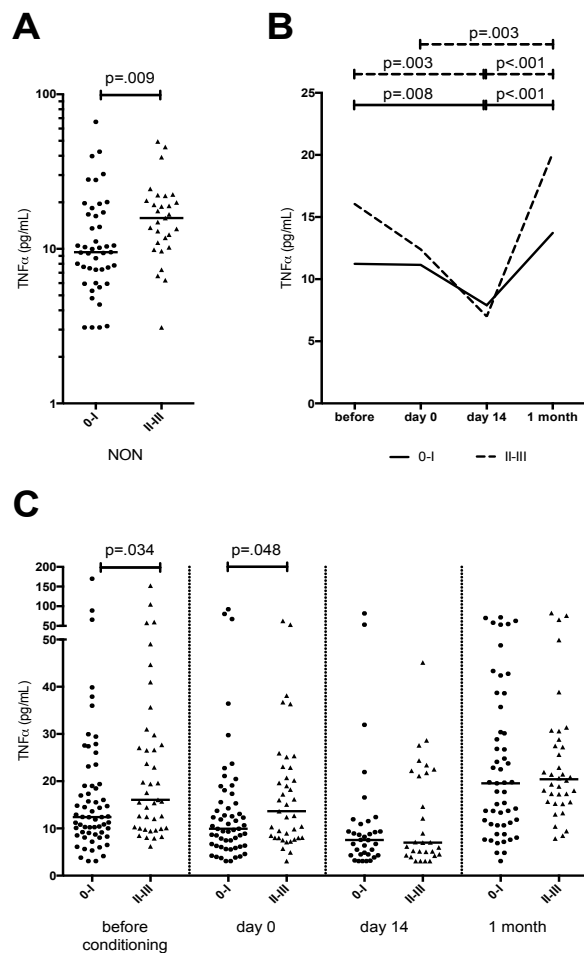 A
p=.009
100
10
1
TNFα (pg/mL)
0-I
II-III
NON
B
p=.003
p=.003
p<.001
p=.008
p<.001
25
20
15
10
5
0
TNFα (pg/mL)
before
day 0
day 14
1 month
0-I
II-III
C
p=.034
p=.048
200
150
100
50
50
40
30
20
10
0
TNFα (pg/mL)
0-I
II-III
0-I
II-III
0-I
II-III
0-I
II-III
before
conditioning
day 0
day 14
1 month